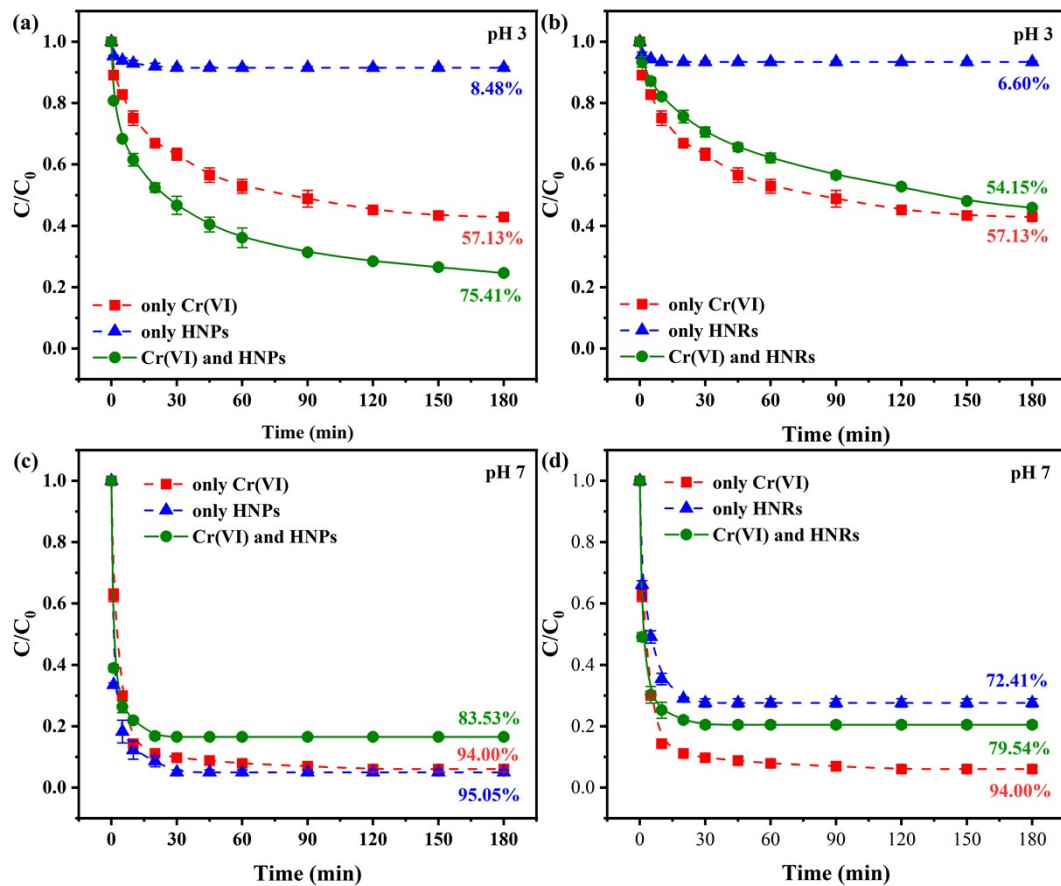 (a)
pH 3
1.0
0.8
0.6
0.4
0.2
0.0
C/C0
8.48%
57.13%
75.41%
only Cr(VI)
only HNPs
Cr(VI) and HNPs
0 30 60 90 120 150 180
Time (min)
(b)
pH 3
1.0
0.8
0.6
0.4
0.2
0.0
C/C0
6.60%
54.15%
57.13%
only Cr(VI)
only HNRs
Cr(VI) and HNRs
0 30 60 90 120 150 180
Time (min)
(c)
pH 7
1.0
0.8
0.6
0.4
0.2
0.0
C/C0
only Cr(VI)
only HNPs
Cr(VI) and HNPs
83.53%
94.00%
95.05%
0 30 60 90 120 150 180
Time (min)
(d)
pH 7
1.0
0.8
0.6
0.4
0.2
0.0
C/C0
only Cr(VI)
only HNRs
Cr(VI) and HNRs
72.41%
79.54%
94.00%
0 30 60 90 120 150 180
Time (min)